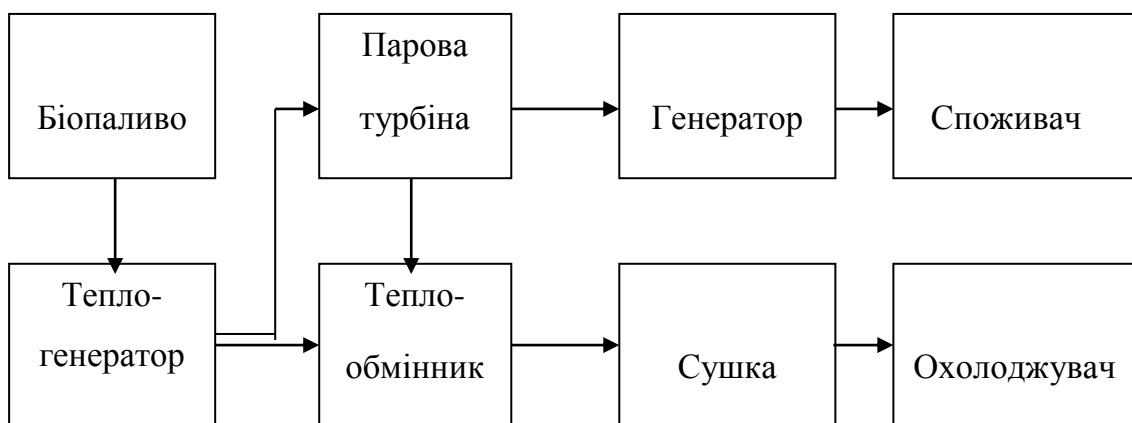 Біопаливо
Парова
турбіна
Генератор
Споживач
Тепло-
генератор
Тепло-
обмінник
Сушка
Охолоджувач